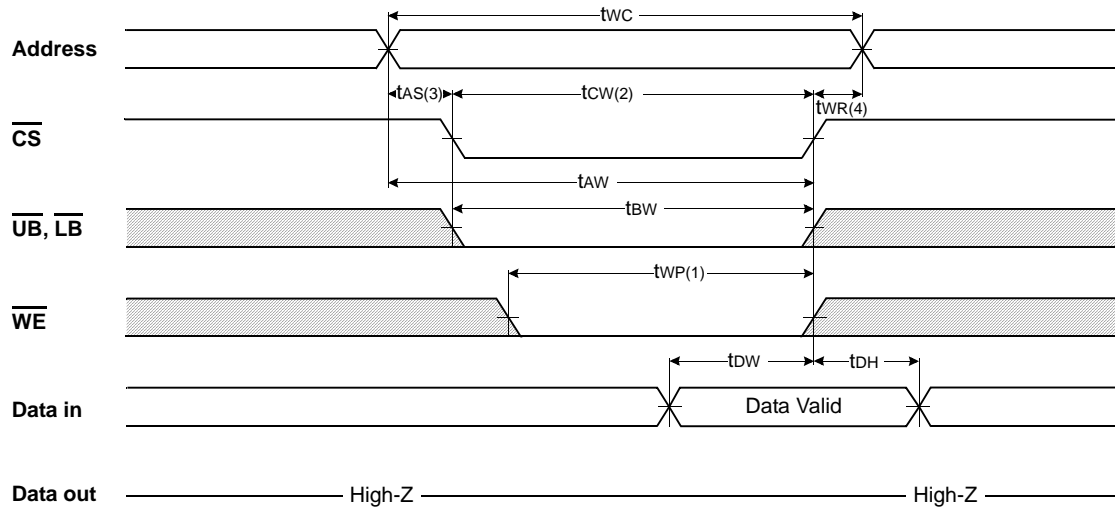 tWC
Address
tAS(3) tCW(2) tWR(4)
CS
tAW
UB, LB tBW
tWP(1)
WE
tDW tDH
Data in Data Valid
Data out High-Z High-Z